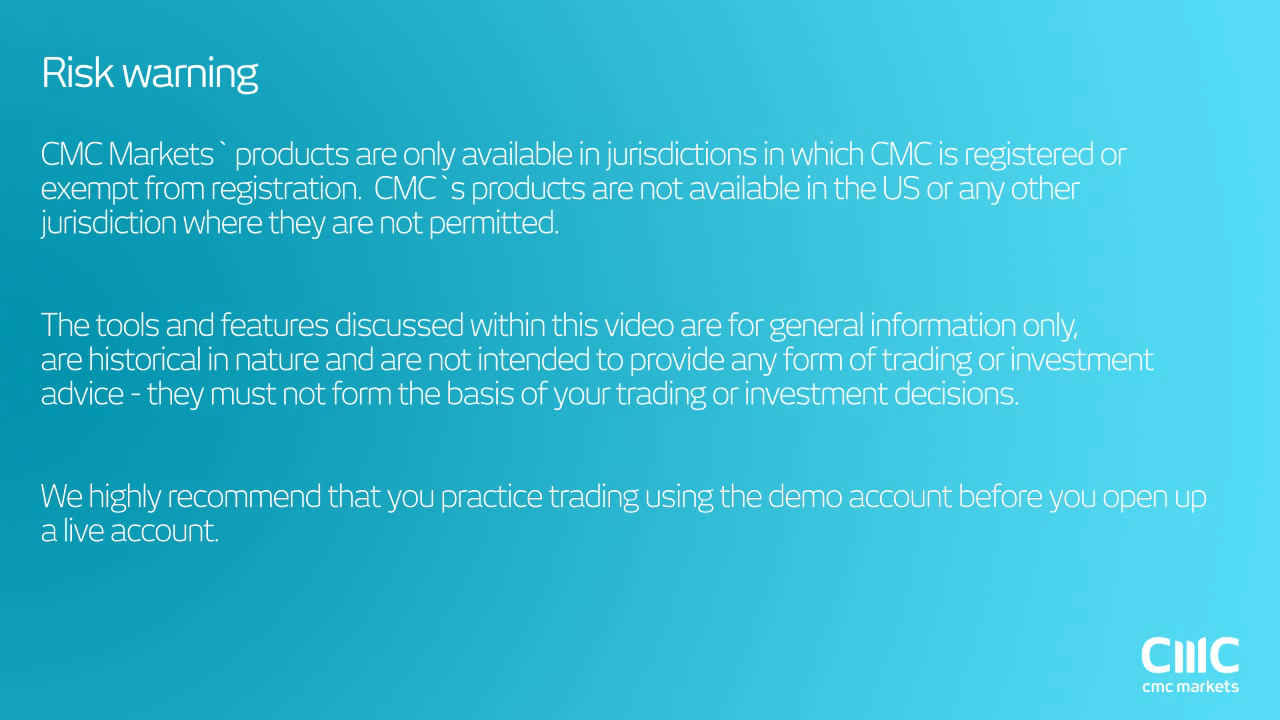 Risk warning
CMC Markets` products are only available in jurisdictions in which CMC is registered or
exempt from registration.  CMC`s products are not available in the US or any other
jurisdiction where they are not permitted.
The tools and features discussed within this video are for general information only,
are historical in nature and are not intended to provide any form of trading or investment
advice - they must not form the basis of your trading or investment decisions.
We highly recommend that you practice trading using the demo account before you open up
a live account.
CMC
cmc markets